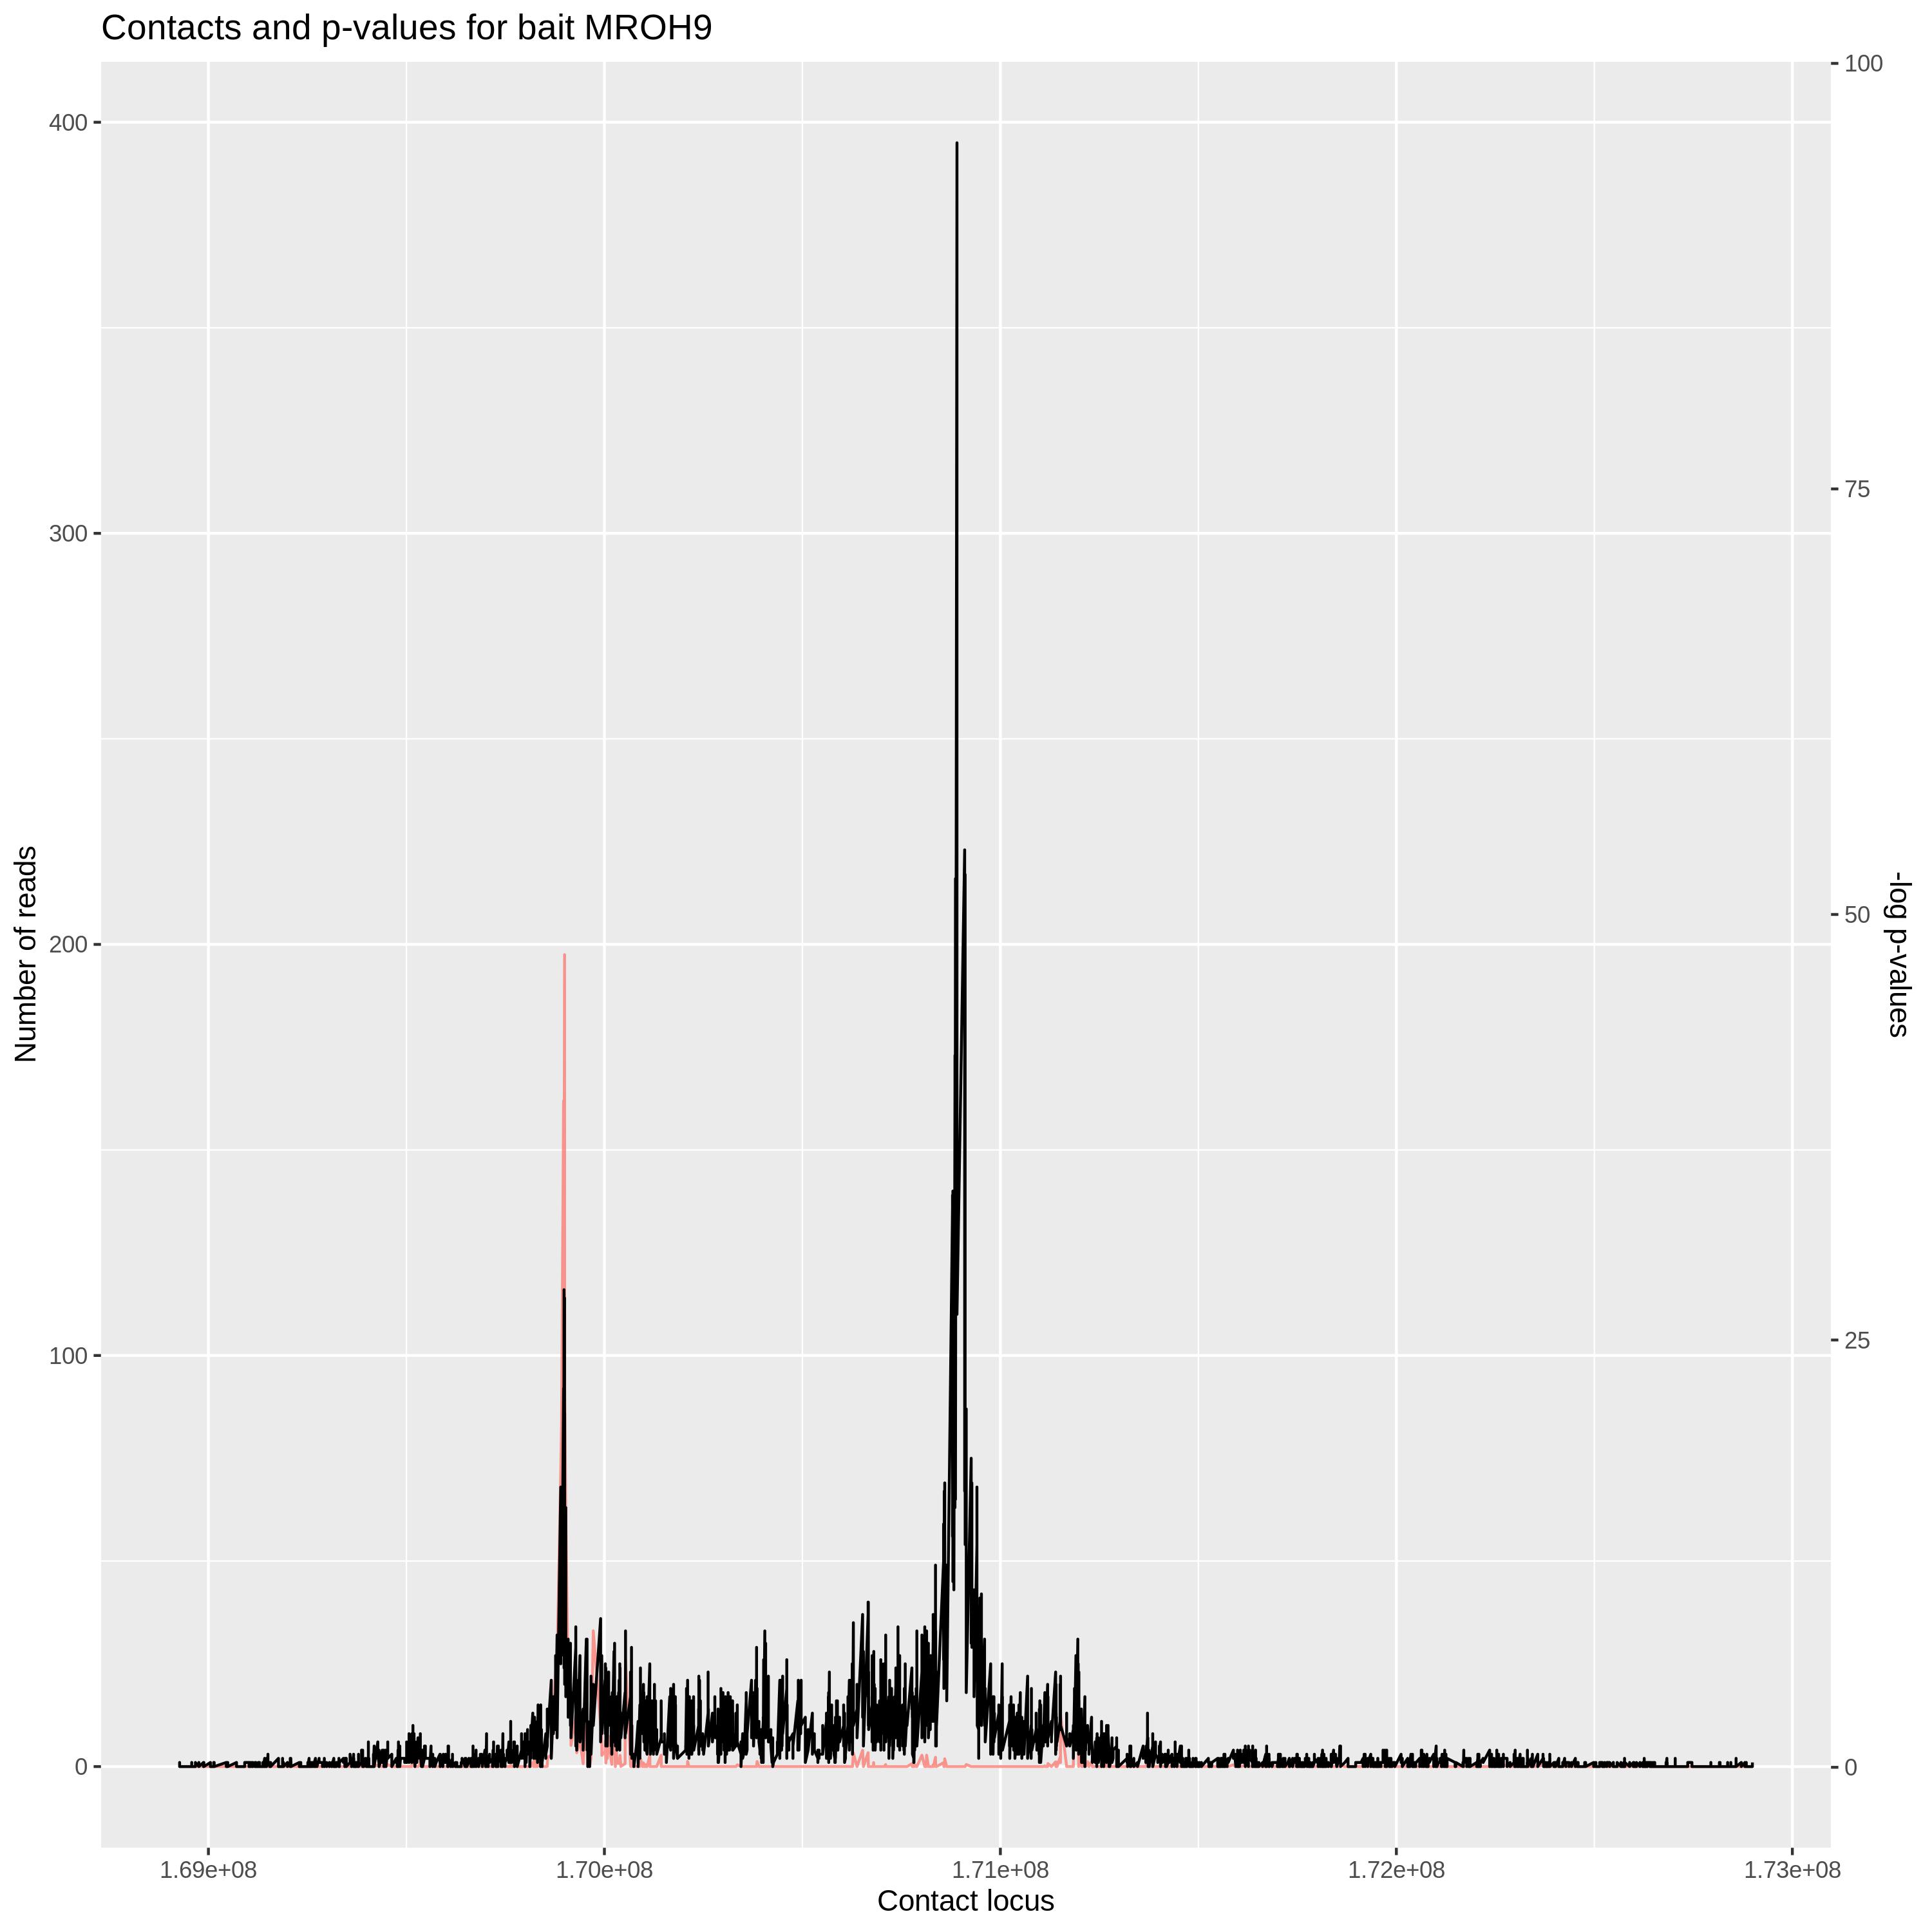 Contacts and p-values for bait MROH9
400
300
200
100
0
Number of reads
100
75
50
25
0
-log p-values
1.69e+08
1.70e+08
1.71e+08
1.72e+08
1.73e+08
Contact locus